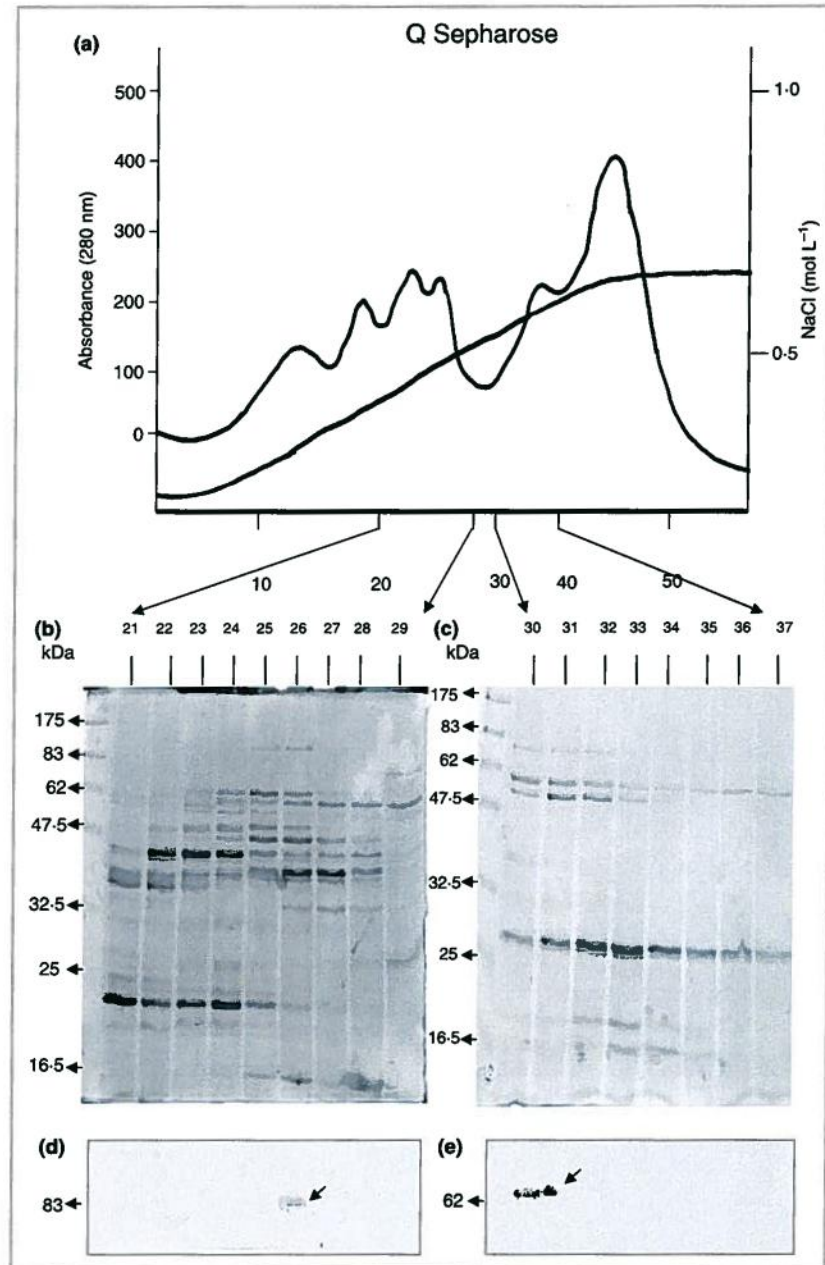 (a)
Q Sepharose
500
400
300
200
100
0
Absorbance (280 nm)
1·0
0·5
NaCl (mol L⁻¹)
10 20 30 40 50
(b)
21 22 23 24 25 26 27 28 29
kDa
175
83
62
47·5
32·5
25
16·5
(c)
30 31 32 33 34 35 36 37
kDa
175
83
62
47·5
32·5
25
16·5
(d)
83
(e)
62